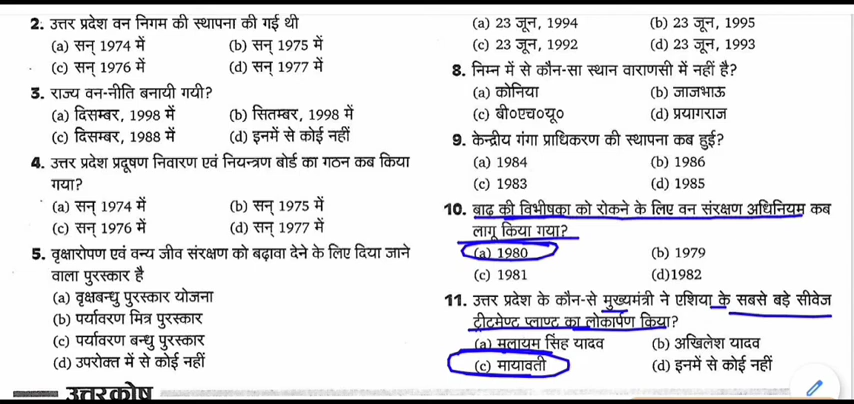 2. उत्तर प्रदेश वन निगम की स्थापना की गई थी
(a) सन् 1974 में (b) सन् 1975 में
(c) सन् 1976 में (d) सन् 1977 में
3. राज्य वन-नीति बनायी गयी?
(a) दिसम्बर, 1998 में (b) सितम्बर, 1998 में
(c) दिसम्बर, 1988 में (d) इनमें से कोई नहीं
4. उत्तर प्रदेश प्रदूषण निवारण एवं नियन्त्रण बोर्ड का गठन कब किया
गया?
(a) सन् 1974 में (b) सन् 1975 में
(c) सन् 1976 में (d) सन् 1977 में
5. वृक्षारोपण एवं वन्य जीव संरक्षण को बढ़ावा देने के लिए दिया जाने
वाला पुरस्कार है
(a) वृक्षबन्धु पुरस्कार योजना
(b) पर्यावरण मित्र पुरस्कार
(c) पर्यावरण बन्धु पुरस्कार
(d) उपरोक्त में से कोई नहीं
उत्तरकोष
(a) 23 जून, 1994 (b) 23 जून, 1995
(c) 23 जून, 1992 (d) 23 जून, 1993
8. निम्न में से कौन-सा स्थान वाराणसी में नहीं है?
(a) कोनिया (b) जाजभाऊ
(c) बी०एच०यू० (d) प्रयागराज
9. केन्द्रीय गंगा प्राधिकरण की स्थापना कब हुई?
(a) 1984 (b) 1986
(c) 1983 (d) 1985
10. बाढ़ की विभीषका को रोकने के लिए वन संरक्षण अधिनियम कब
लागू किया गया?
(a) 1980 (b) 1979
(c) 1981 (d)1982
11. उत्तर प्रदेश के कौन-से मुख्यमंत्री ने एशिया के सबसे बड़े सीवेज
ट्रीटमेण्ट प्लाण्ट का लोकार्पण किया?
(a) मुलायम सिंह यादव (b) अखिलेश यादव
(c) मायावती (d) इनमें से कोई नहीं